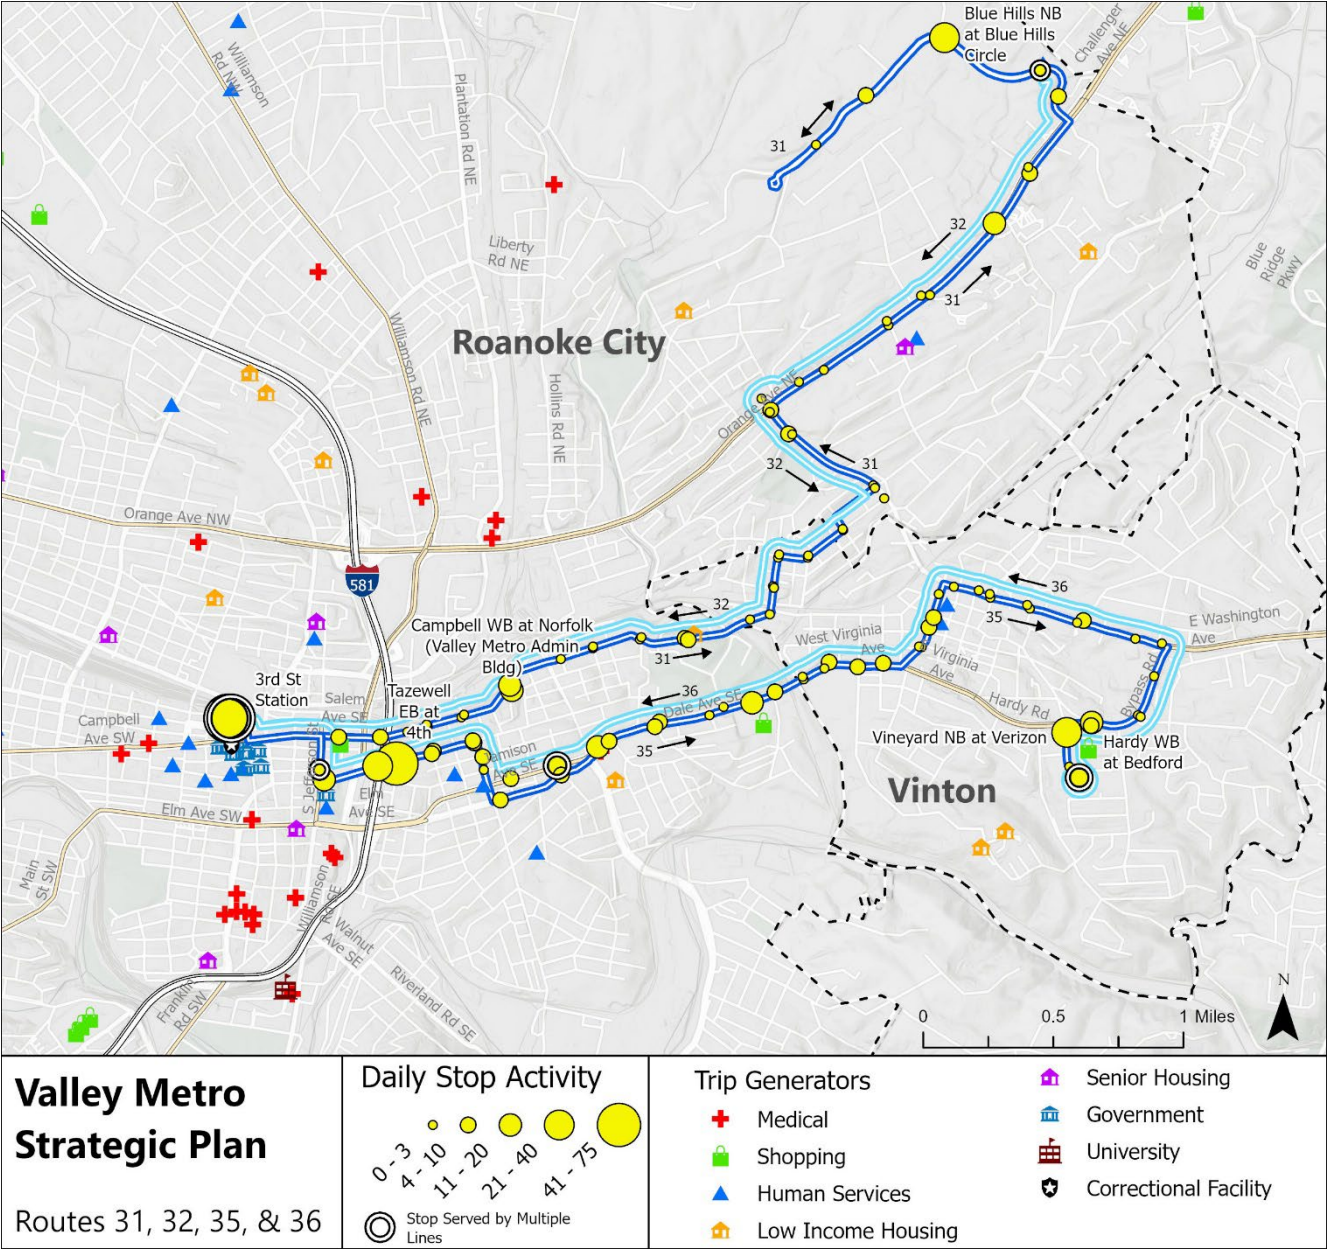 Blue Hills NB
at Blue Hills
Circle
Challenger
Ave NE
Williamson
Rd NW
Plantation Rd NE
31
32
Liberty
Rd NE
Blue
Ridge
Pkwy
31
Roanoke City
Williamson Rd NE
Hollins Rd NE
Orange Ave NE
32
31
Orange Ave NW
581
36
32
35
E Washington
Ave
Campbell WB at Norfolk
(Valley Metro Admin
Bldg)
West Virginia
Ave
31
Virginia
Ave
3rd St
Station
Salem
Ave SE
Tazewell
EB at
4th
36
Dale Ave SE
Bypass Rd
Hardy Rd
Campbell
Ave SW
35
Vineyard NB at Verizon
Hardy WB
at Bedford
Jamison
Ave SE
S Jefferson St
Elm
Ave SE
Vinton
Elm Ave SW
Main
St SW
Williamson
Rd SE
Walnut
Ave SE
Riverland Rd SE
Franklin
Rd SW
N
0 0.5 1 Miles
Valley Metro
Strategic Plan
Routes 31, 32, 35, & 36
Daily Stop Activity
0 - 3
4 - 10
11 - 20
21 - 40
41 - 75
Stop Served by Multiple
Lines
Trip Generators
Medical
Shopping
Human Services
Low Income Housing
Senior Housing
Government
University
Correctional Facility